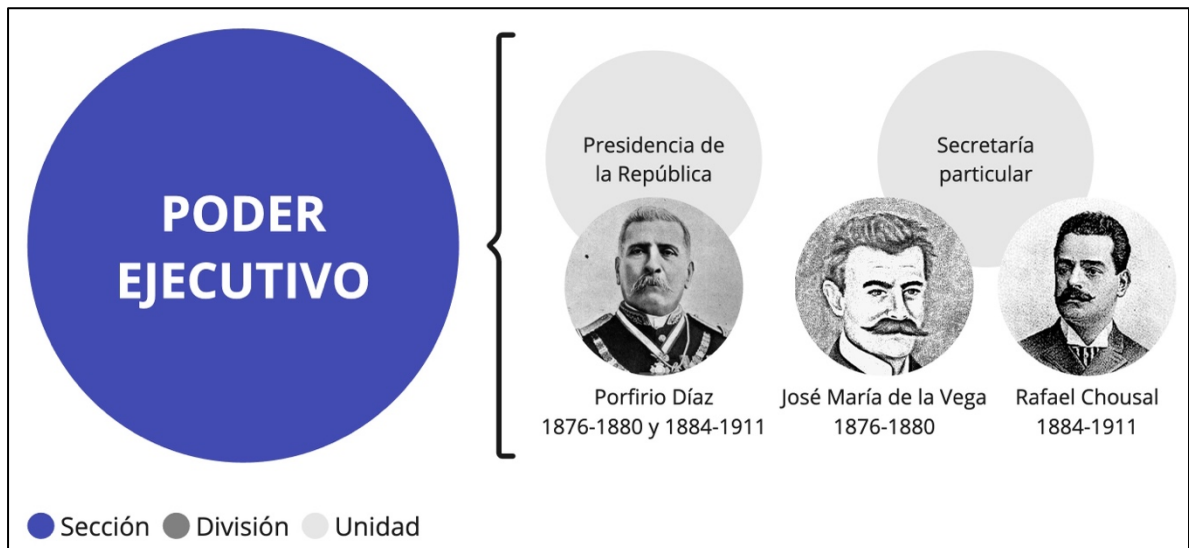 PODER
EJECUTIVO
Presidencia de
la República
Secretaría
particular
Porfirio Díaz
1876-1880 y 1884-1911
José María de la Vega
1876-1880
Rafael Chousal
1884-1911
Sección División Unidad